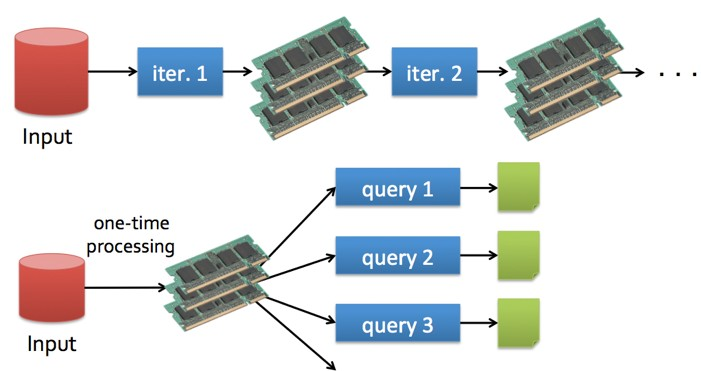 iter. 1
iter. 2
. . .
Input
one-time
processing
query 1
query 2
query 3
Input